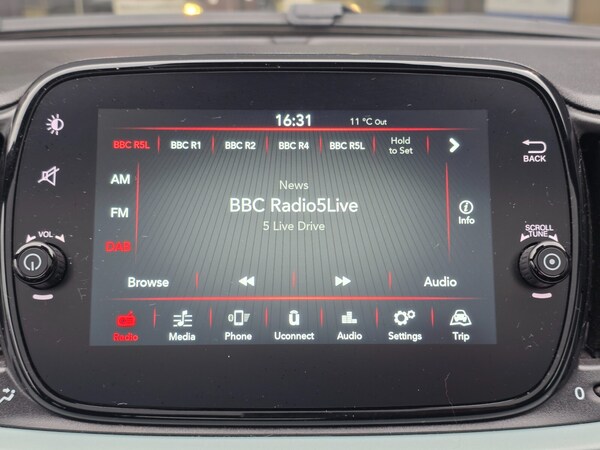 16:31 11 °C Out
BBC R5L BBC R1 BBC R2 BBC R4 BBC R5L Hold to Set
BACK
AM
News
FM
BBC Radio5Live
Info
5 Live Drive
DAB
VOL
SCROLL
TUNE
Browse Audio
Radio Media Phone Uconnect Audio Settings Trip
0